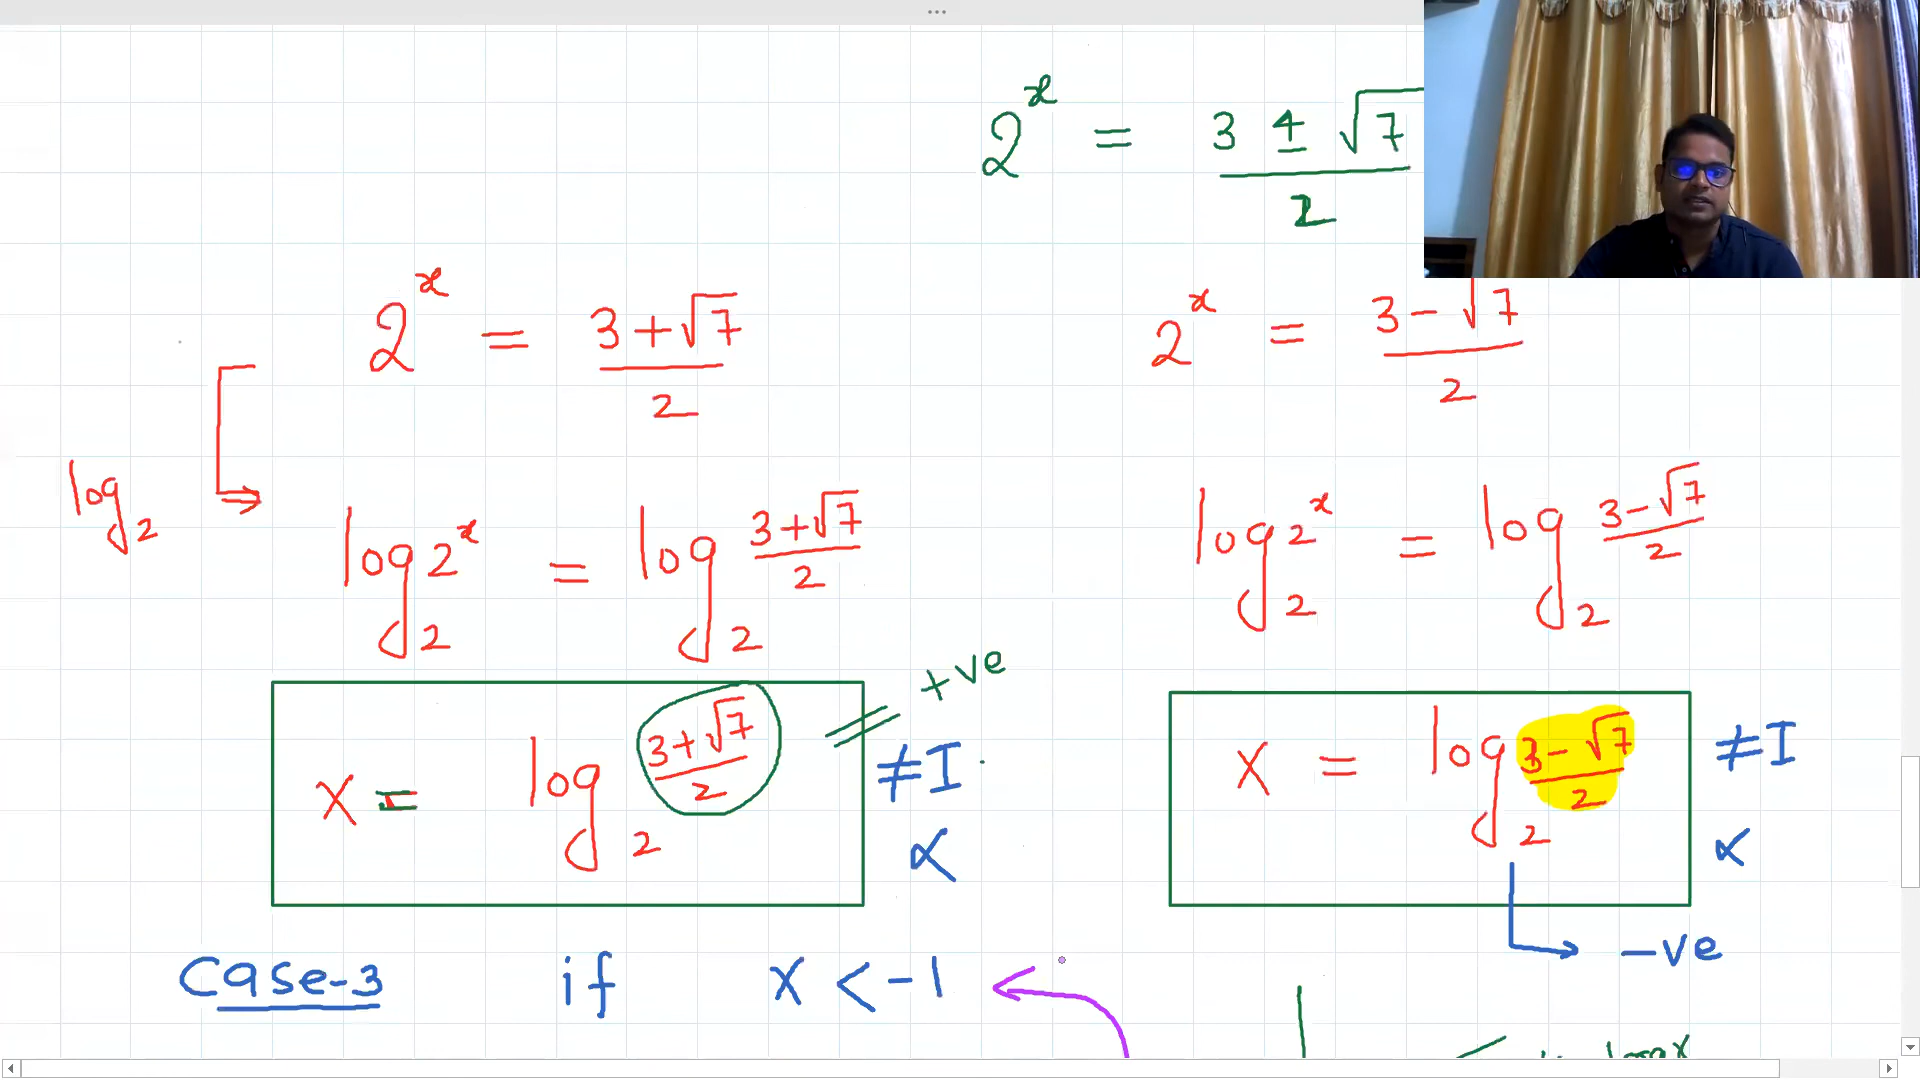 2^x = (3 ± √7)/2
2^x = (3 + √7)/2
2^x = (3 - √7)/2
log_2
log_2 2^x = log_2 (3 + √7)/2
log_2 2^x = log_2 (3 - √7)/2
+ve
x = log_2 (3 + √7)/2 ≠ I
x = log_2 (3 - √7)/2 ≠ I
-ve
Case-3 if x < -1